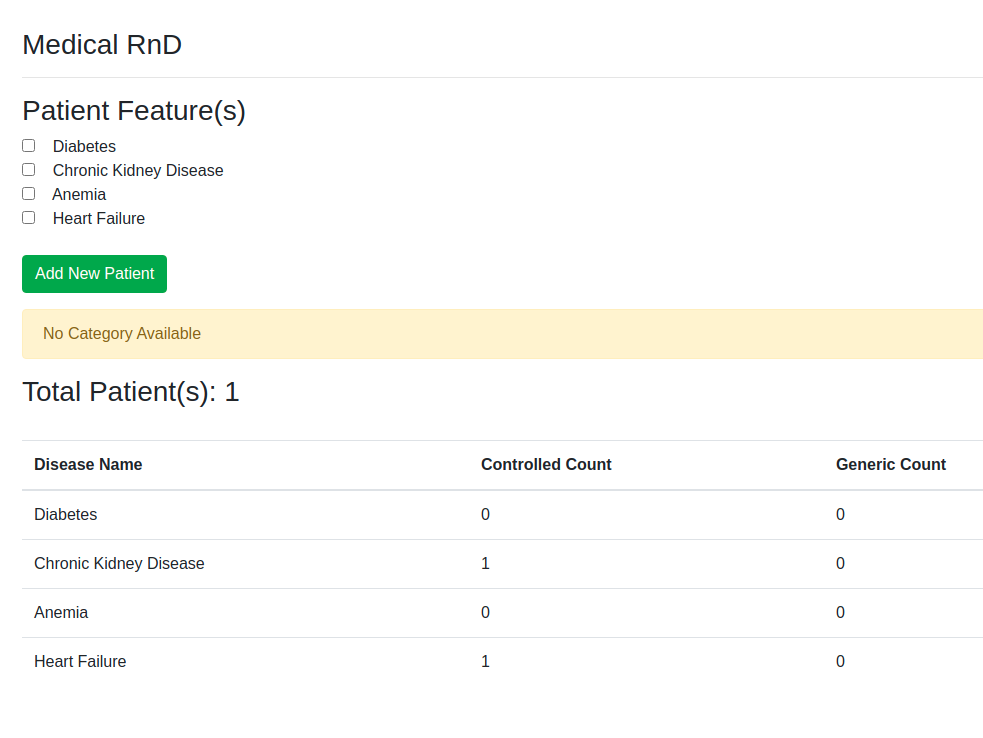 Medical RnD
Patient Feature(s)
Diabetes
Chronic Kidney Disease
Anemia
Heart Failure
Add New Patient
No Category Available
Total Patient(s): 1
Disease Name Controlled Count Generic Count
Diabetes 0 0
Chronic Kidney Disease 1 0
Anemia 0 0
Heart Failure 1 0